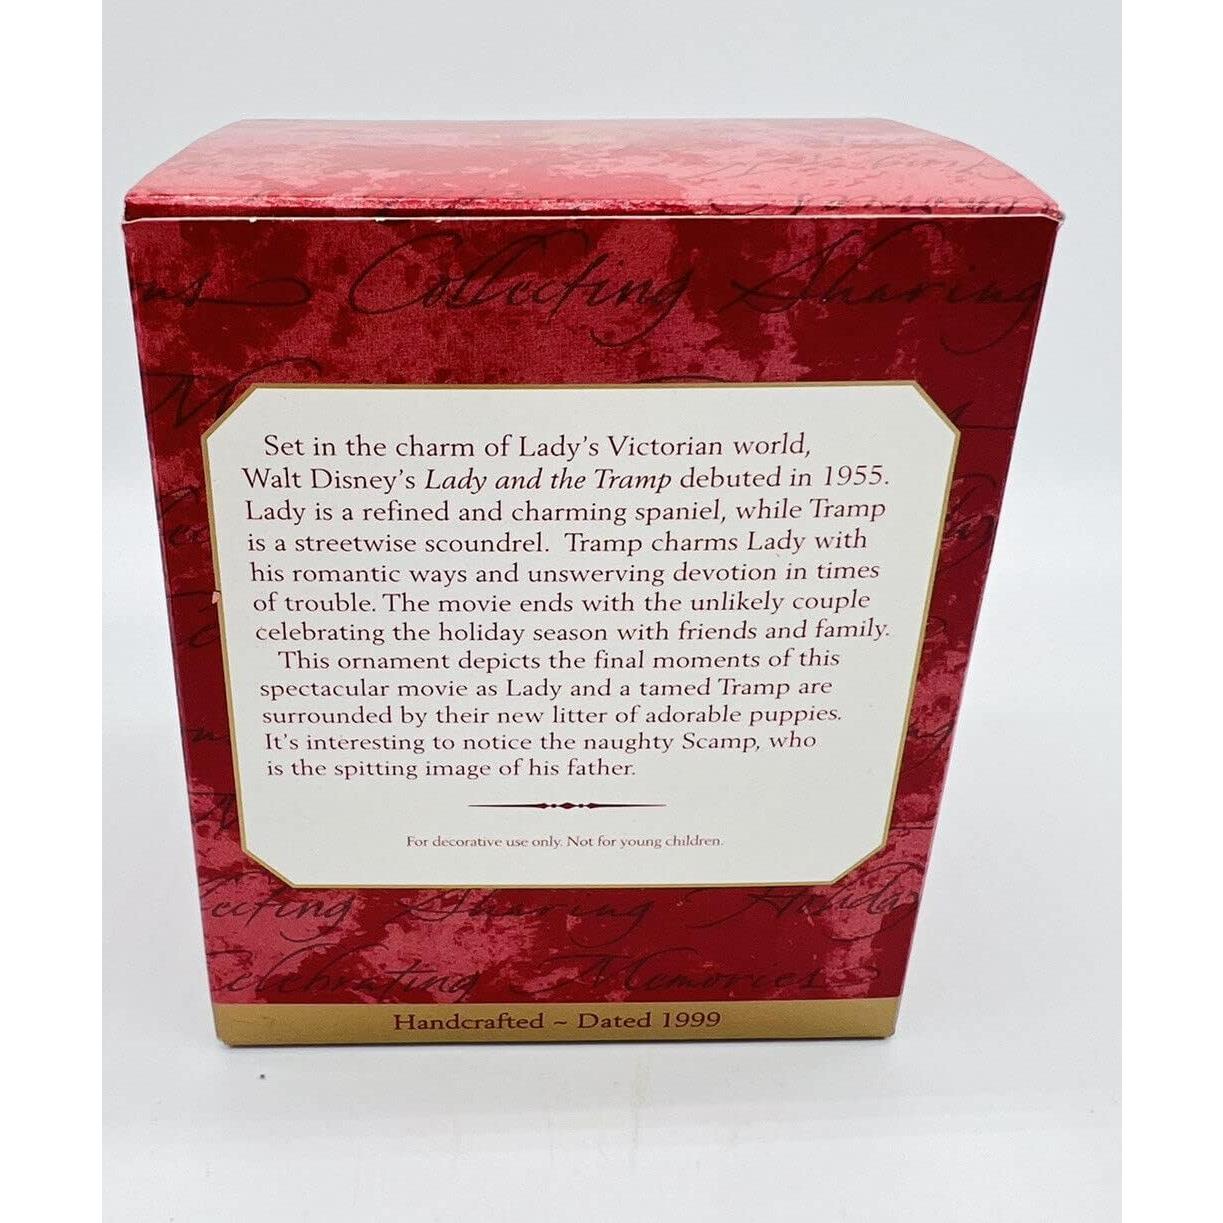 Collecting Sharing
Set in the charm of Lady's Victorian world,
Walt Disney's Lady and the Tramp debuted in 1955.
Lady is a refined and charming spaniel, while Tramp
is a streetwise scoundrel. Tramp charms Lady with
his romantic ways and unswerving devotion in times
of trouble. The movie ends with the unlikely couple
celebrating the holiday season with friends and family.
This ornament depicts the final moments of this
spectacular movie as Lady and a tamed Tramp are
surrounded by their new litter of adorable puppies.
It's interesting to notice the naughty Scamp, who
is the spitting image of his father.
For decorative use only. Not for young children.
ecting Sharing Holiday
Celebrating Memories
Handcrafted ~ Dated 1999